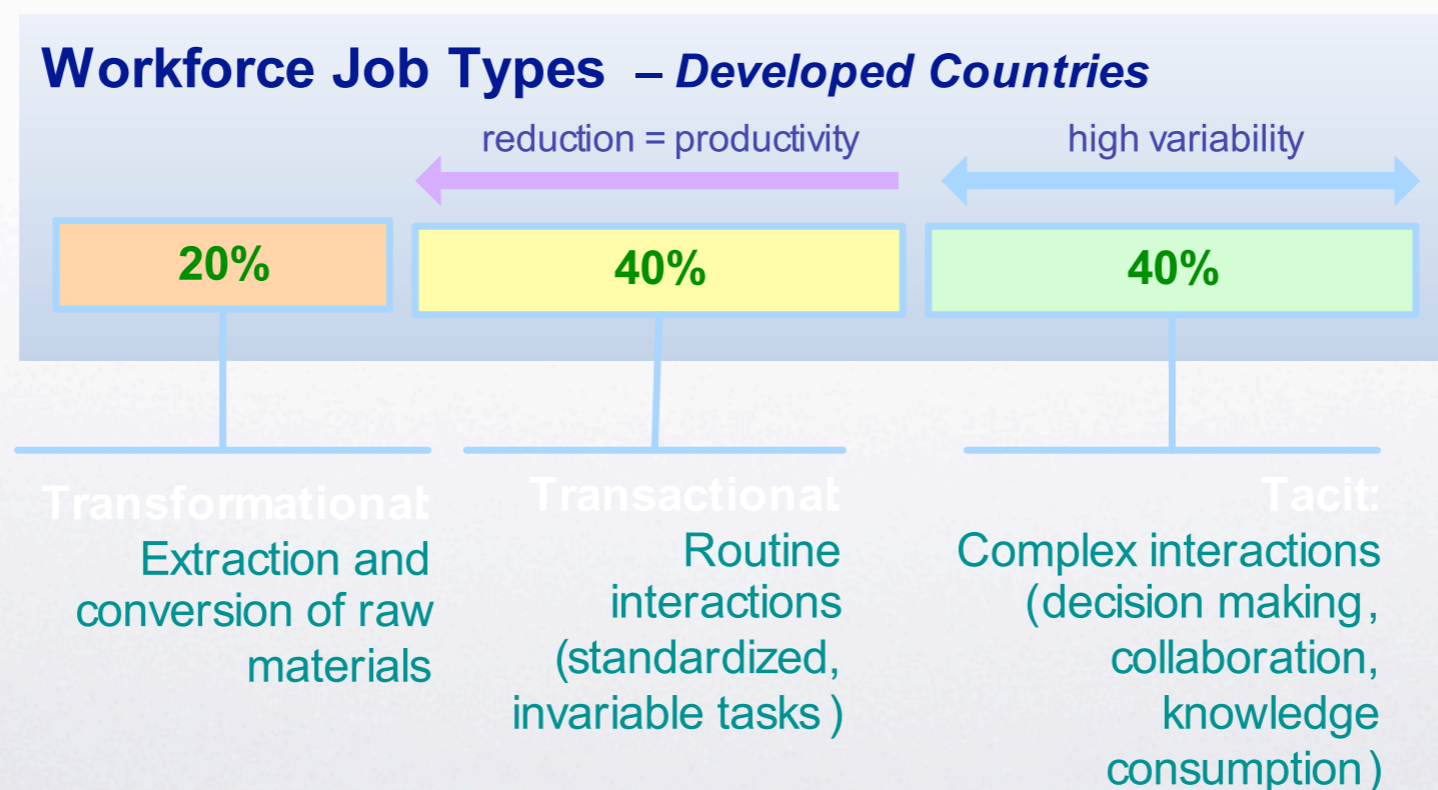 Workforce Job Types – Developed Countries
reduction = productivity
high variability
20%
40%
40%
Transformational:
Extraction and
conversion of raw
materials
Transactional:
Routine
interactions
(standardized,
invariable tasks)
Tacit:
Complex interactions
(decision making,
collaboration,
knowledge
consumption)